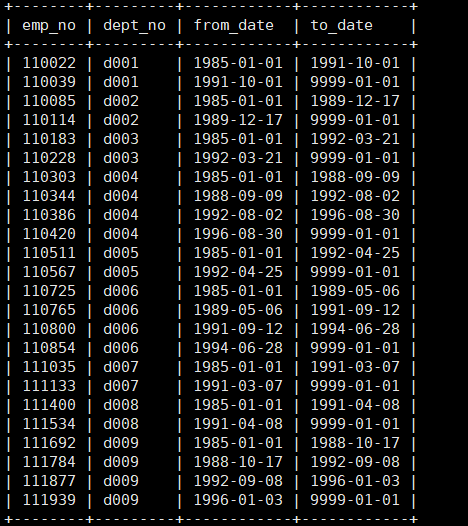 +--------+---------+------------+------------+
| emp_no | dept_no | from_date  | to_date    |
+--------+---------+------------+------------+
| 110022 | d001    | 1985-01-01 | 1991-10-01 |
| 110039 | d001    | 1991-10-01 | 9999-01-01 |
| 110085 | d002    | 1985-01-01 | 1989-12-17 |
| 110114 | d002    | 1989-12-17 | 9999-01-01 |
| 110183 | d003    | 1985-01-01 | 1992-03-21 |
| 110228 | d003    | 1992-03-21 | 9999-01-01 |
| 110303 | d004    | 1985-01-01 | 1988-09-09 |
| 110344 | d004    | 1988-09-09 | 1992-08-02 |
| 110386 | d004    | 1992-08-02 | 1996-08-30 |
| 110420 | d004    | 1996-08-30 | 9999-01-01 |
| 110511 | d005    | 1985-01-01 | 1992-04-25 |
| 110567 | d005    | 1992-04-25 | 9999-01-01 |
| 110725 | d006    | 1985-01-01 | 1989-05-06 |
| 110765 | d006    | 1989-05-06 | 1991-09-12 |
| 110800 | d006    | 1991-09-12 | 1994-06-28 |
| 110854 | d006    | 1994-06-28 | 9999-01-01 |
| 111035 | d007    | 1985-01-01 | 1991-03-07 |
| 111133 | d007    | 1991-03-07 | 9999-01-01 |
| 111400 | d008    | 1985-01-01 | 1991-04-08 |
| 111534 | d008    | 1991-04-08 | 9999-01-01 |
| 111692 | d009    | 1985-01-01 | 1988-10-17 |
| 111784 | d009    | 1988-10-17 | 1992-09-08 |
| 111877 | d009    | 1992-09-08 | 1996-01-03 |
| 111939 | d009    | 1996-01-03 | 9999-01-01 |
+--------+---------+------------+------------+